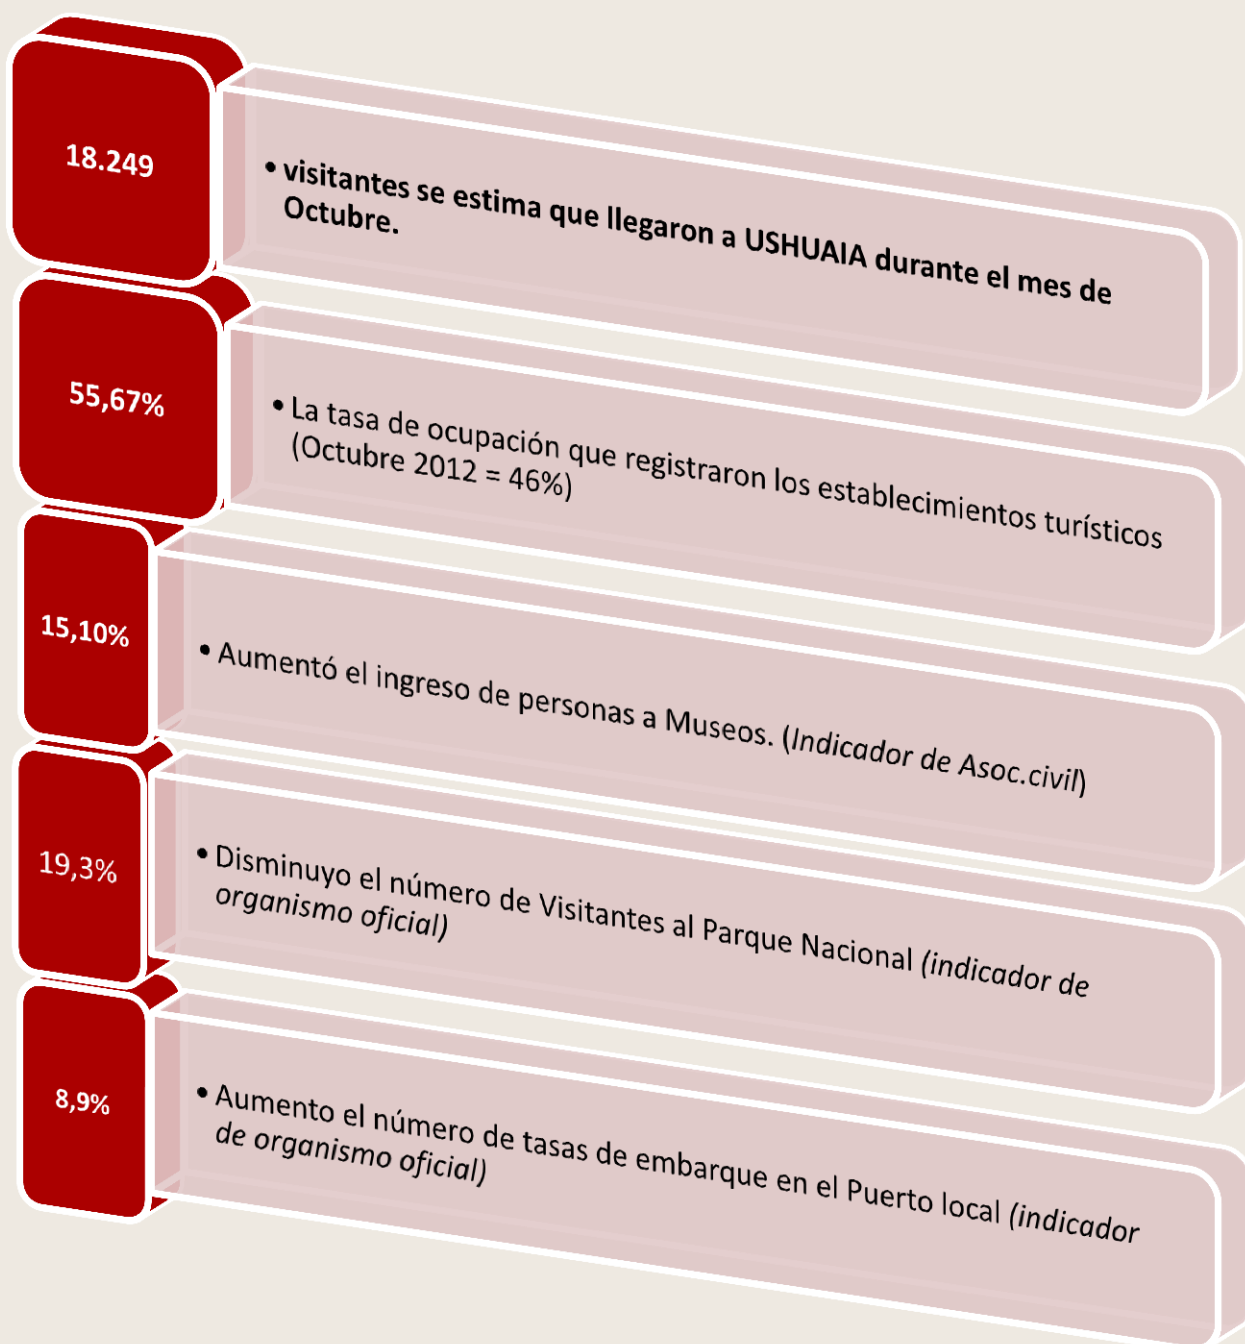 18.249
• visitantes se estima que llegaron a USHUAIA durante el mes de
Octubre.
55,67%
• La tasa de ocupación que registraron los establecimientos turísticos
(Octubre 2012 = 46%)
15,10%
• Aumentó el ingreso de personas a Museos. (Indicador de Asoc.civil)
19,3%
• Disminuyo el número de Visitantes al Parque Nacional (indicador de
organismo oficial)
8,9%
• Aumento el número de tasas de embarque en el Puerto local (indicador
de organismo oficial)